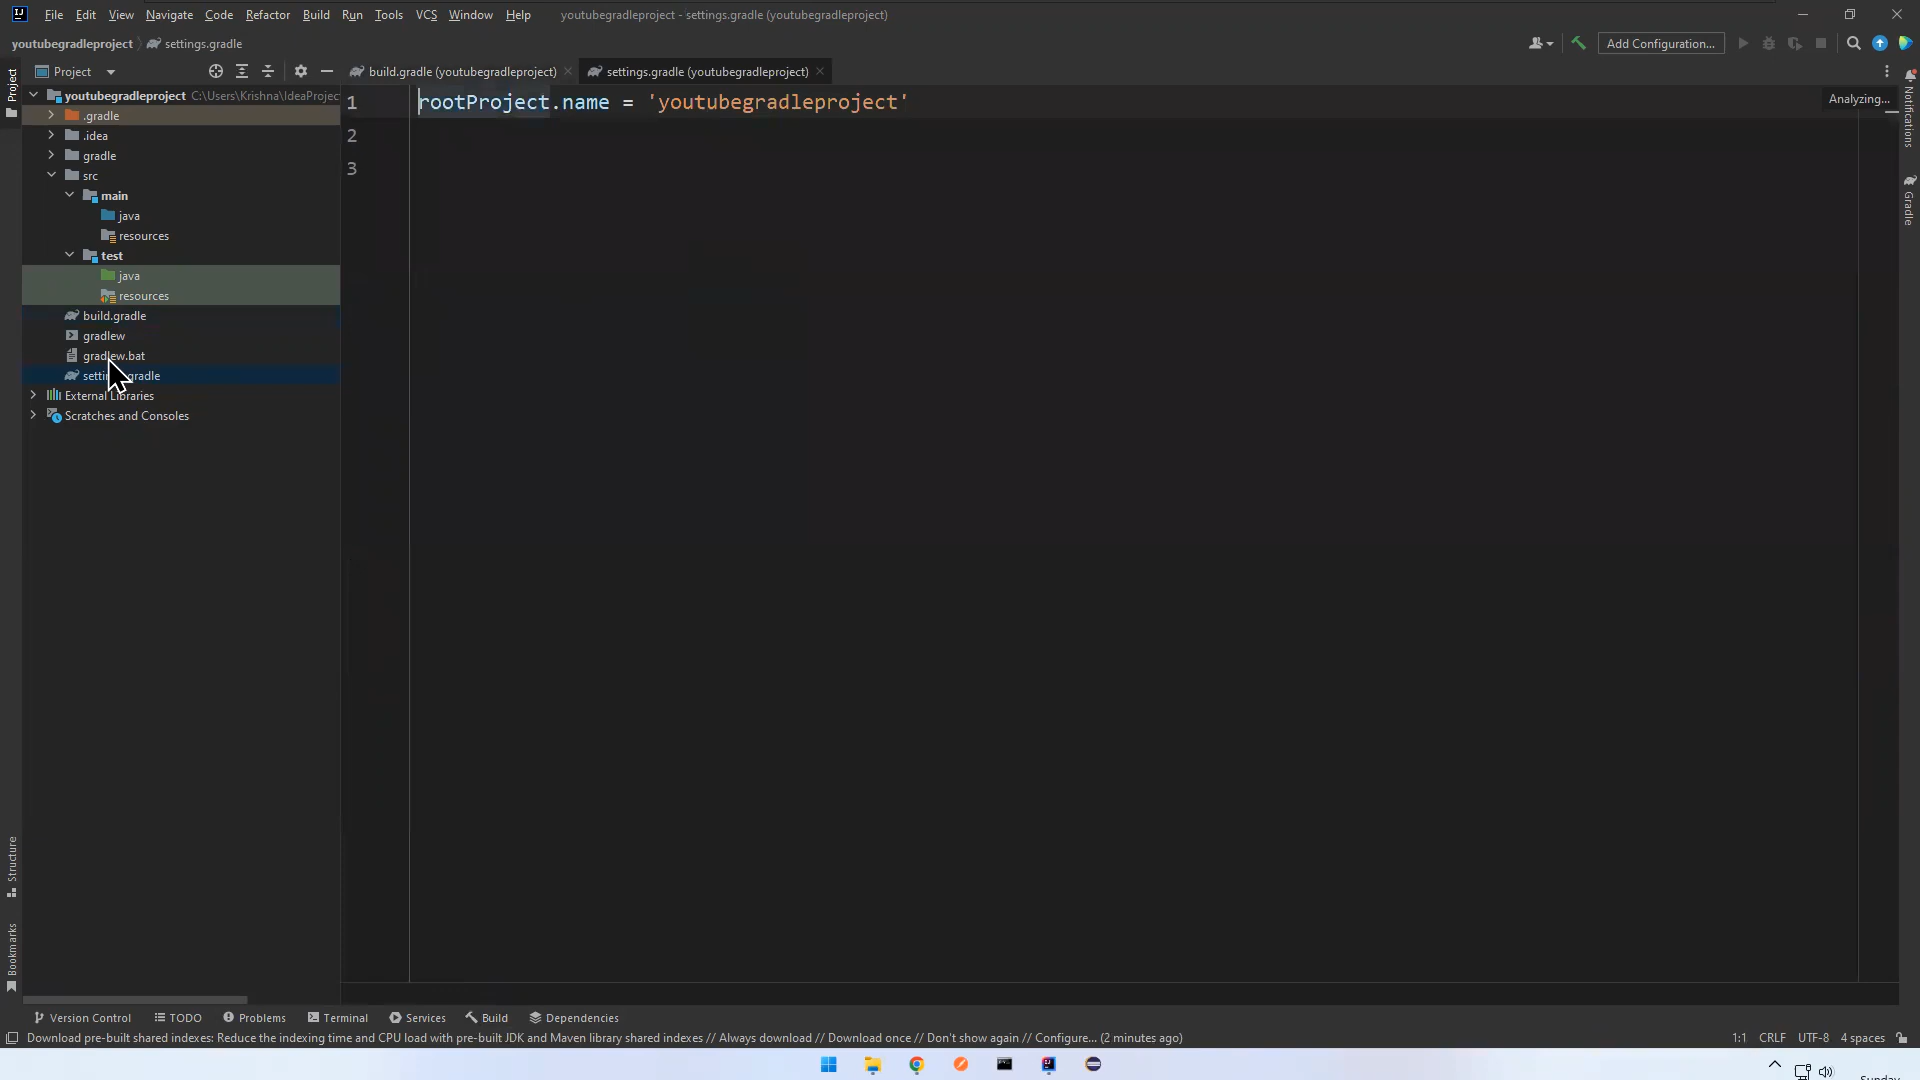 File Edit View Navigate Code Refactor Build Run Tools VCS Window Help youtubegradleproject - settings.gradle (youtubegradleproject)
youtubegradleproject settings.gradle Add Configuration...
Project build.gradle (youtubegradleproject) settings.gradle (youtubegradleproject)
Project
youtubegradleproject C:\Users\Krishna\IdeaProjec
.gradle
.idea
gradle
src
main
java
resources
test
java
resources
build.gradle
gradlew
gradlew.bat
External Libraries
Scratches and Consoles
1 rootProject.name = 'youtubegradleproject'
2
3
Analyzing...
Notifications
Gradle
Structure
Bookmarks
Version Control TODO Problems Terminal Services Build Dependencies
Download pre-built shared indexes: Reduce the indexing time and CPU load with pre-built JDK and Maven library shared indexes // Always download // Download once // Don't show again // Configure... (2 minutes ago) 1:1 CRLF UTF-8 4 spaces